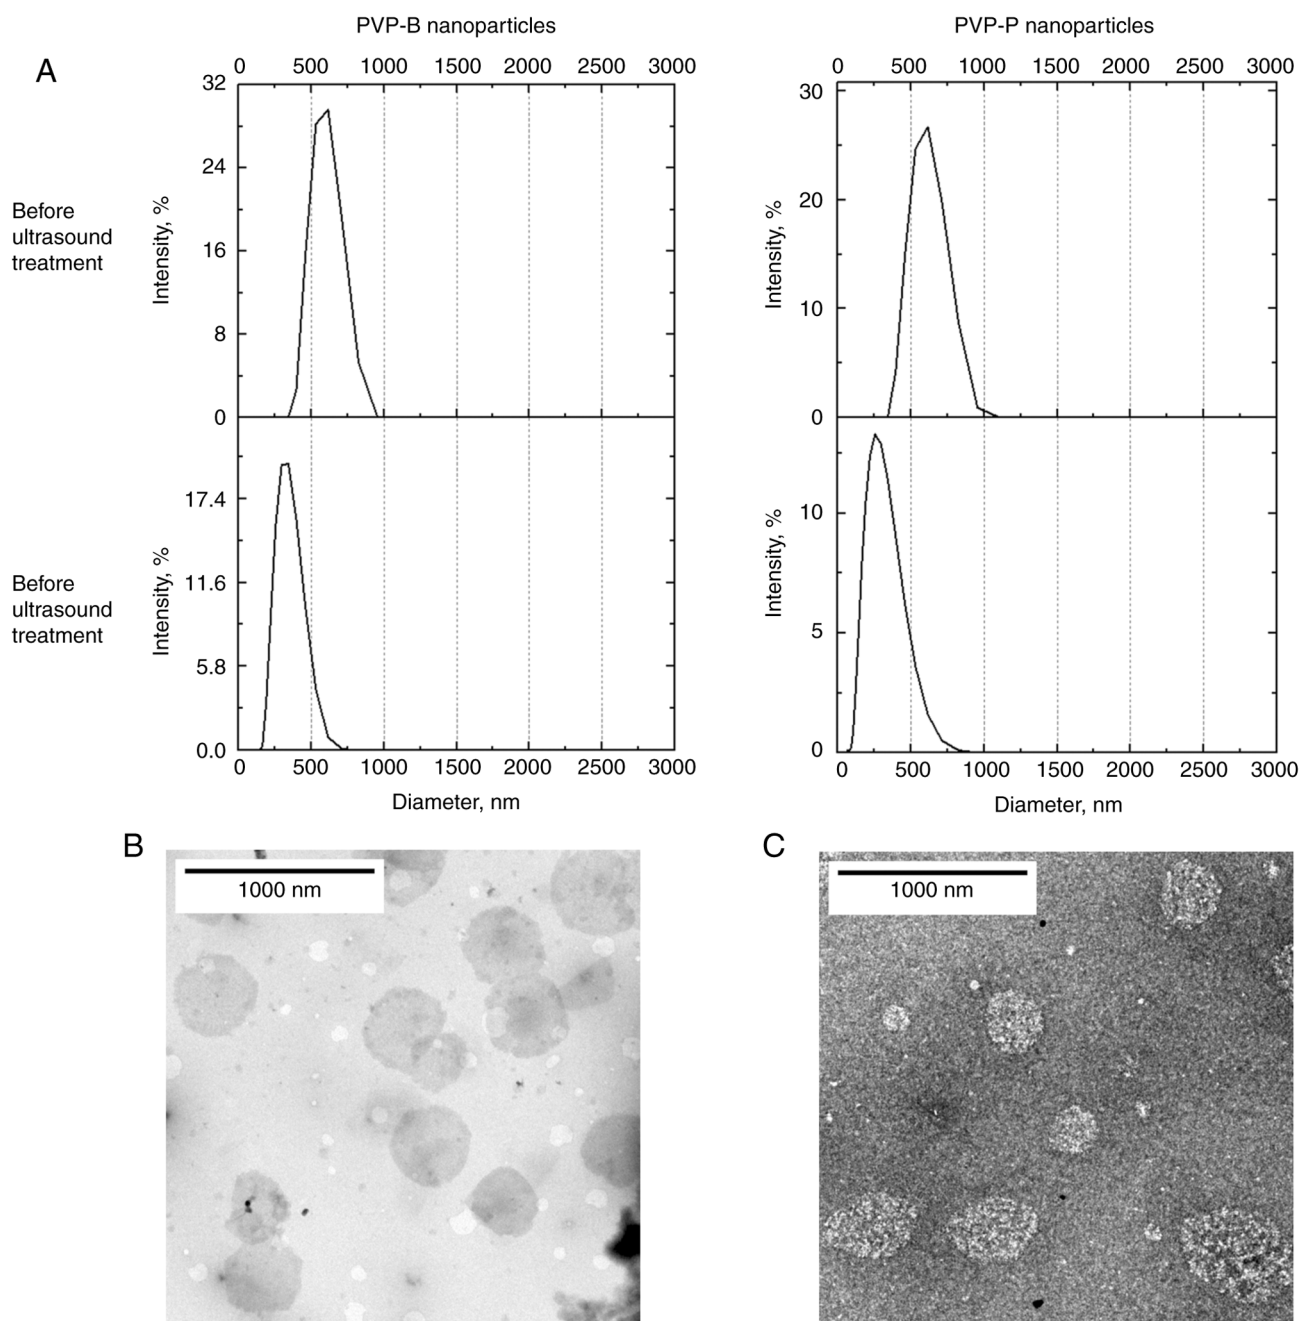 PVP-B nanoparticles
PVP-P nanoparticles
A
0 500 1000 1500 2000 2500 3000
0 500 1000 1500 2000 2500 3000
32
24
16
8
0
Intensity, %
30
20
10
0
Intensity, %
Before
ultrasound
treatment
17.4
11.6
5.8
0.0
Intensity, %
10
5
0
Intensity, %
Before
ultrasound
treatment
0 500 1000 1500 2000 2500 3000
0 500 1000 1500 2000 2500 3000
Diameter, nm
Diameter, nm
B
1000 nm
C
1000 nm